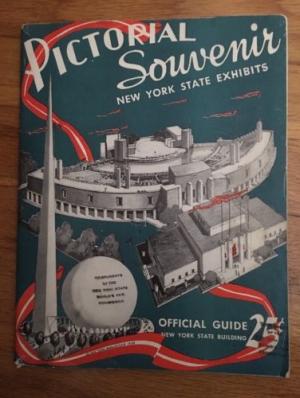 PICTORIAL
Souvenir
NEW YORK STATE EXHIBITS
COMPLIMENTS
OF THE
NEW YORK STATE
WORLD'S FAIR
COMMISSION
OFFICIAL GUIDE
NEW YORK STATE BUILDING
25¢